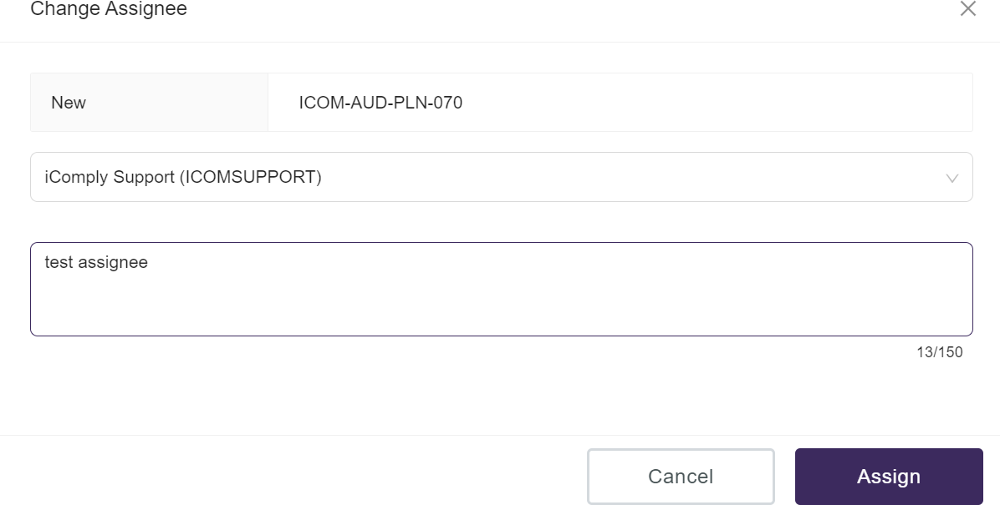 Change Assignee
New
ICOM-AUD-PLN-070
iComply Support (ICOMSUPPORT)
test assignee
13/150
Cancel
Assign